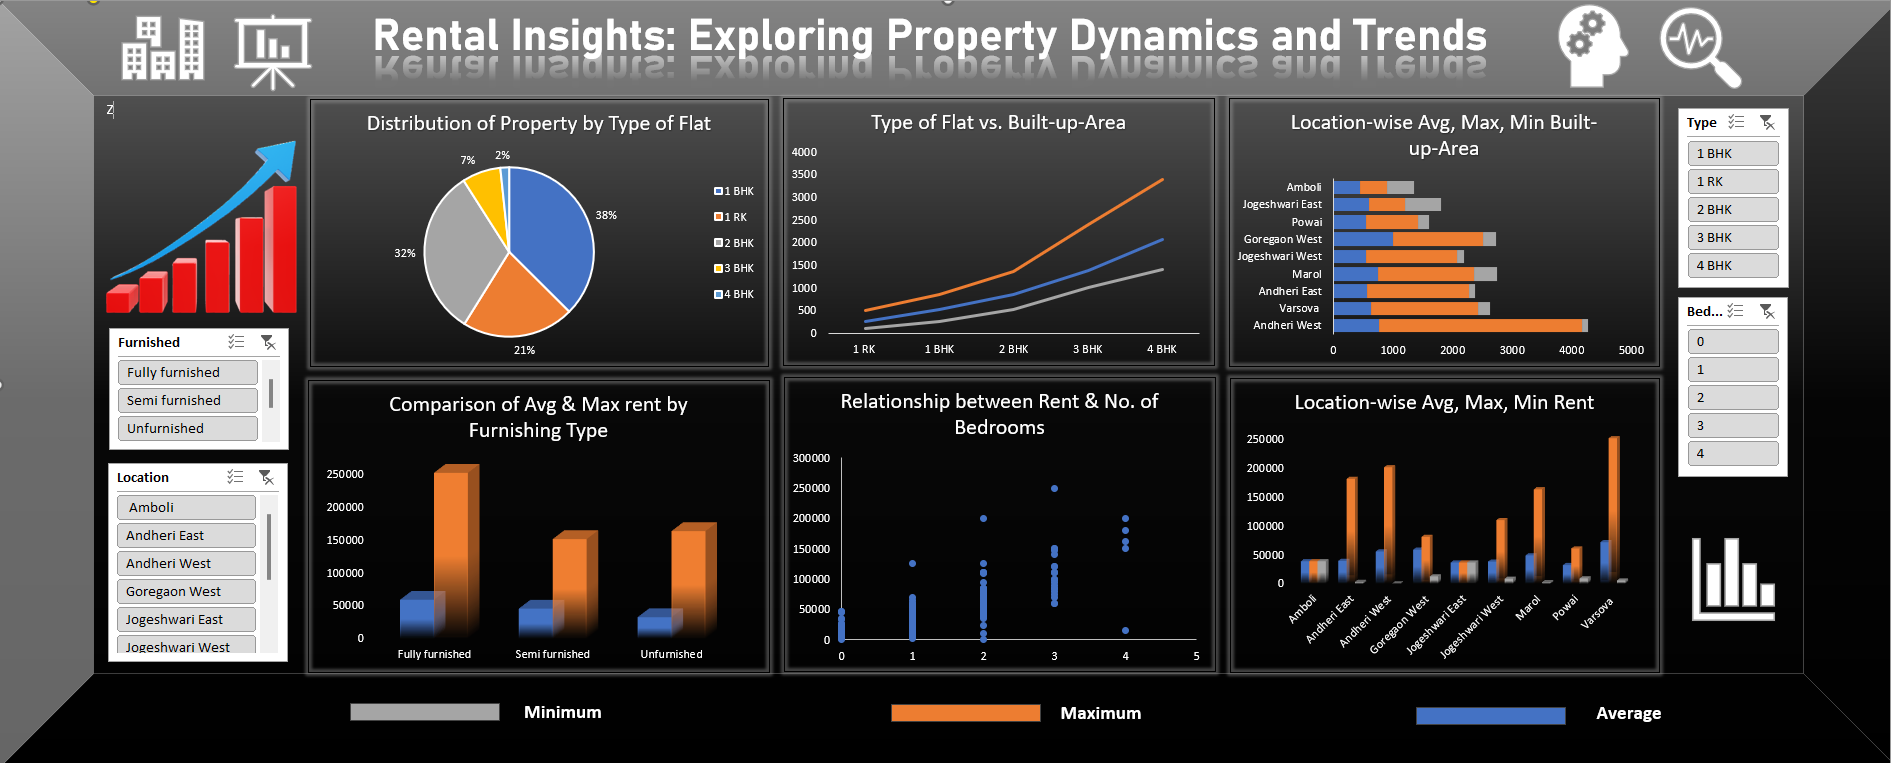 Rental Insights: Exploring Property Dynamics and Trends
Z
Furnished
Fully furnished
Semi furnished
Unfurnished
Location
Amboli
Andheri East
Andheri West
Goregaon West
Jogeshwari East
Jogeshwari West
Distribution of Property by Type of Flat
7%
2%
38%
32%
21%
1 BHK
1 RK
2 BHK
3 BHK
4 BHK
Type of Flat vs. Built-up-Area
4000
3500
3000
2500
2000
1500
1000
500
0
1 RK 1 BHK 2 BHK 3 BHK 4 BHK
Location-wise Avg, Max, Min Built-
up-Area
Amboli
Jogeshwari East
Powai
Goregaon West
Jogeshwari West
Marol
Andheri East
Varsova
Andheri West
0 1000 2000 3000 4000 5000
Type
1 BHK
1 RK
2 BHK
3 BHK
4 BHK
Bed...
0
1
2
3
4
Comparison of Avg & Max rent by
Furnishing Type
250000
200000
150000
100000
50000
0
Fully furnished Semi furnished Unfurnished
Relationship between Rent & No. of
Bedrooms
300000
250000
200000
150000
100000
50000
0
0 1 2 3 4 5
Location-wise Avg, Max, Min Rent
250000
200000
150000
100000
50000
0
Amboli
Andheri East
Andheri West
Goregaon West
Jogeshwari East
Jogeshwari West
Marol
Powai
Varsova
Minimum
Maximum
Average